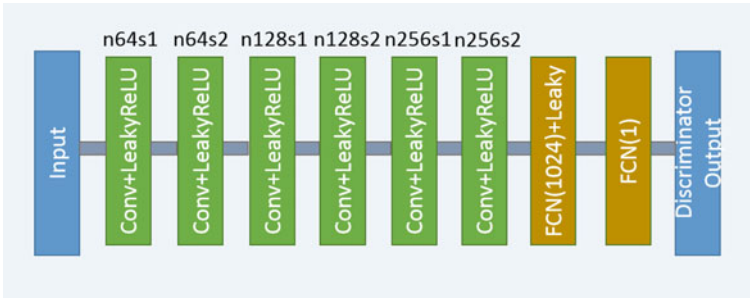 n64s1 n64s2 n128s1 n128s2 n256s1 n256s2
Input
Conv+LeakyReLU
Conv+LeakyReLU
Conv+LeakyReLU
Conv+LeakyReLU
Conv+LeakyReLU
Conv+LeakyReLU
FCN(1024)+Leaky
FCN(1)
Discriminator
Output